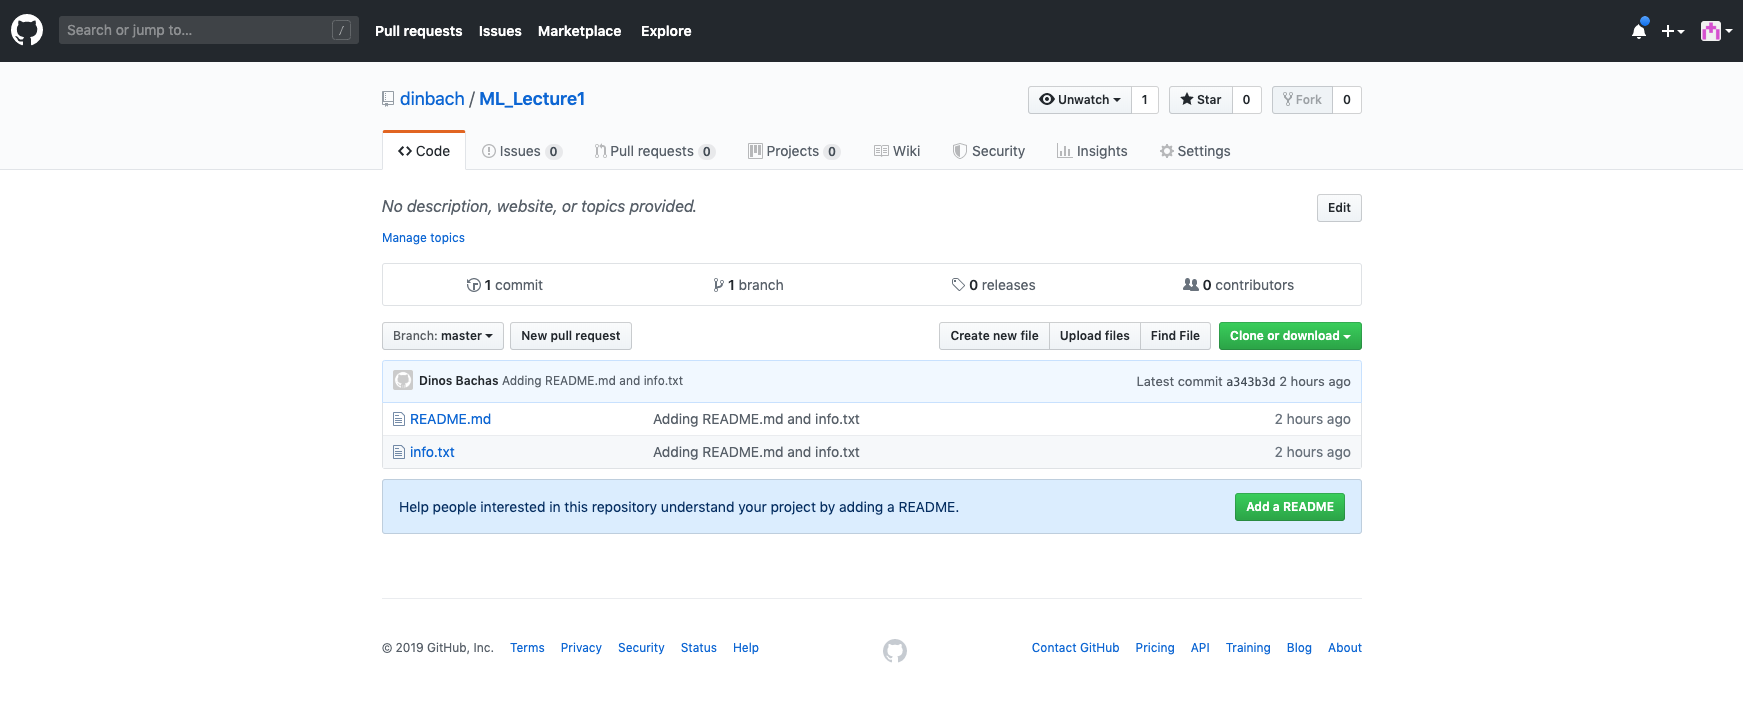 Search or jump to... /
Pull requests Issues Marketplace Explore
dinbach / ML_Lecture1
Unwatch 1 Star 0 Fork 0
Code Issues 0 Pull requests 0 Projects 0 Wiki Security Insights Settings
No description, website, or topics provided.
Edit
Manage topics
1 commit 1 branch 0 releases 0 contributors
Branch: master New pull request Create new file Upload files Find File Clone or download
Dinos Bachas Adding README.md and info.txt Latest commit a343b3d 2 hours ago
README.md Adding README.md and info.txt 2 hours ago
info.txt Adding README.md and info.txt 2 hours ago
Help people interested in this repository understand your project by adding a README. Add a README
© 2019 GitHub, Inc. Terms Privacy Security Status Help Contact GitHub Pricing API Training Blog About